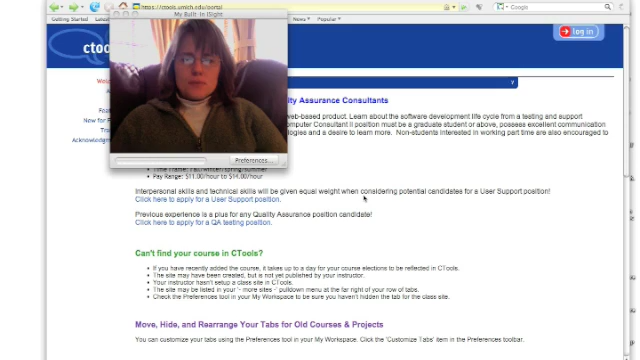 https://ctools.umich.edu/portal
Google
Getting Started
News
Popular
My Built in iSight
ctoo
log in
Preferences...
ity Assurance Consultants
web-based product. Learn about the software development life cycle from a testing and support
omputer Consultant II position must be a graduate student or above, possess excellent communication
ologies and a desire to learn more. Non-students interested in working part time are also encouraged to
Time Frame: Fall/winter/spring/summer
• Pay Range: $11.00/hour to $14.00/hour
Interpersonal skills and technical skills will be given equal weight when considering potential candidates for a User Support position!
Click here to apply for a User Support position.
Previous experience is a plus for any Quality Assurance position candidate!
Click here to apply for a QA testing position.
Can't find your course in CTools?
• If you have recently added the course, it takes up to a day for your course elections to be reflected in CTools.
• The site may have been created, but is not yet published by your instructor.
• Your instructor hasn't setup a class site in CTools.
• The site may be listed in your '- more sites -' pulldown menu at the far right of your row of tabs.
• Check the Preferences tool in your My Workspace to be sure you haven't hidden the tab for the class site.
Move, Hide, and Rearrange Your Tabs for Old Courses & Projects
You can customize your tabs using the Preferences tool in your My Workspace. Click the 'Customize Tabs' item in the Preferences toolbar.